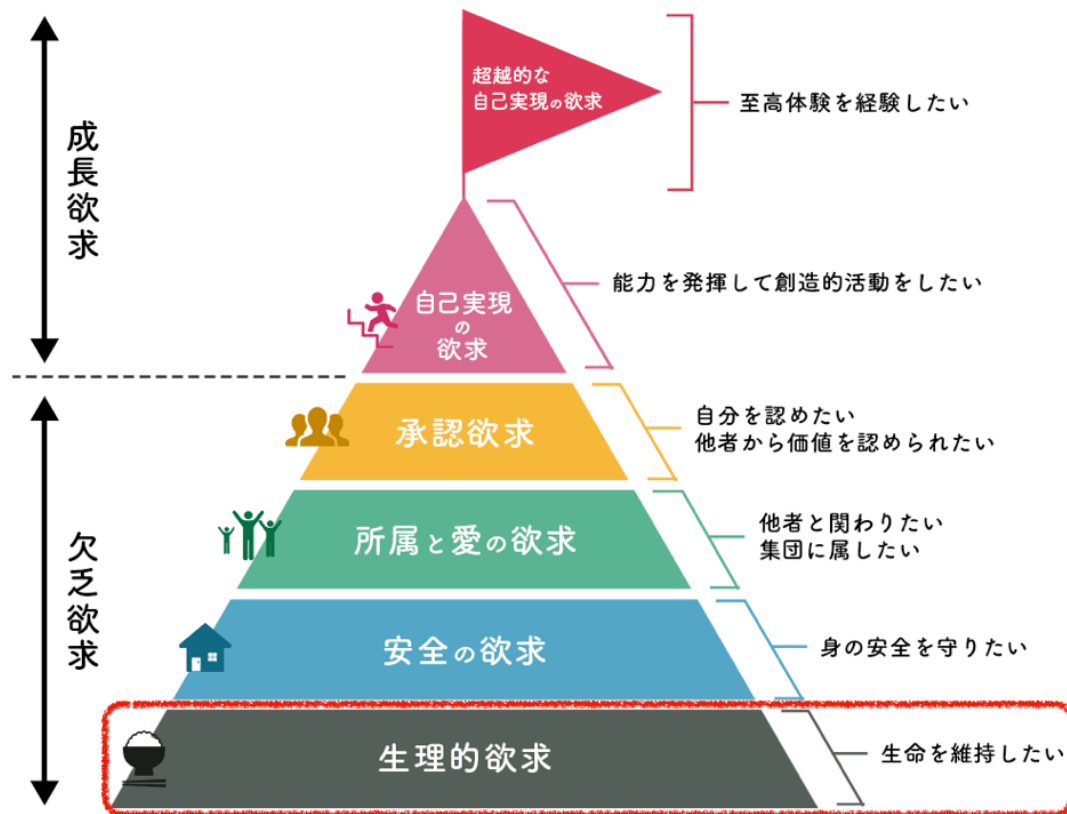 超越的な
自己実現の欲求
至高体験を経験したい
成長欲求
能力を発揮して創造的活動をしたい
自己実現
の
欲求
承認欲求
自分を認めたい
他者から価値を認められたい
所属と愛の欲求
他者と関わりたい
集団に属したい
欠乏欲求
安全の欲求
身の安全を守りたい
生理的欲求
生命を維持したい